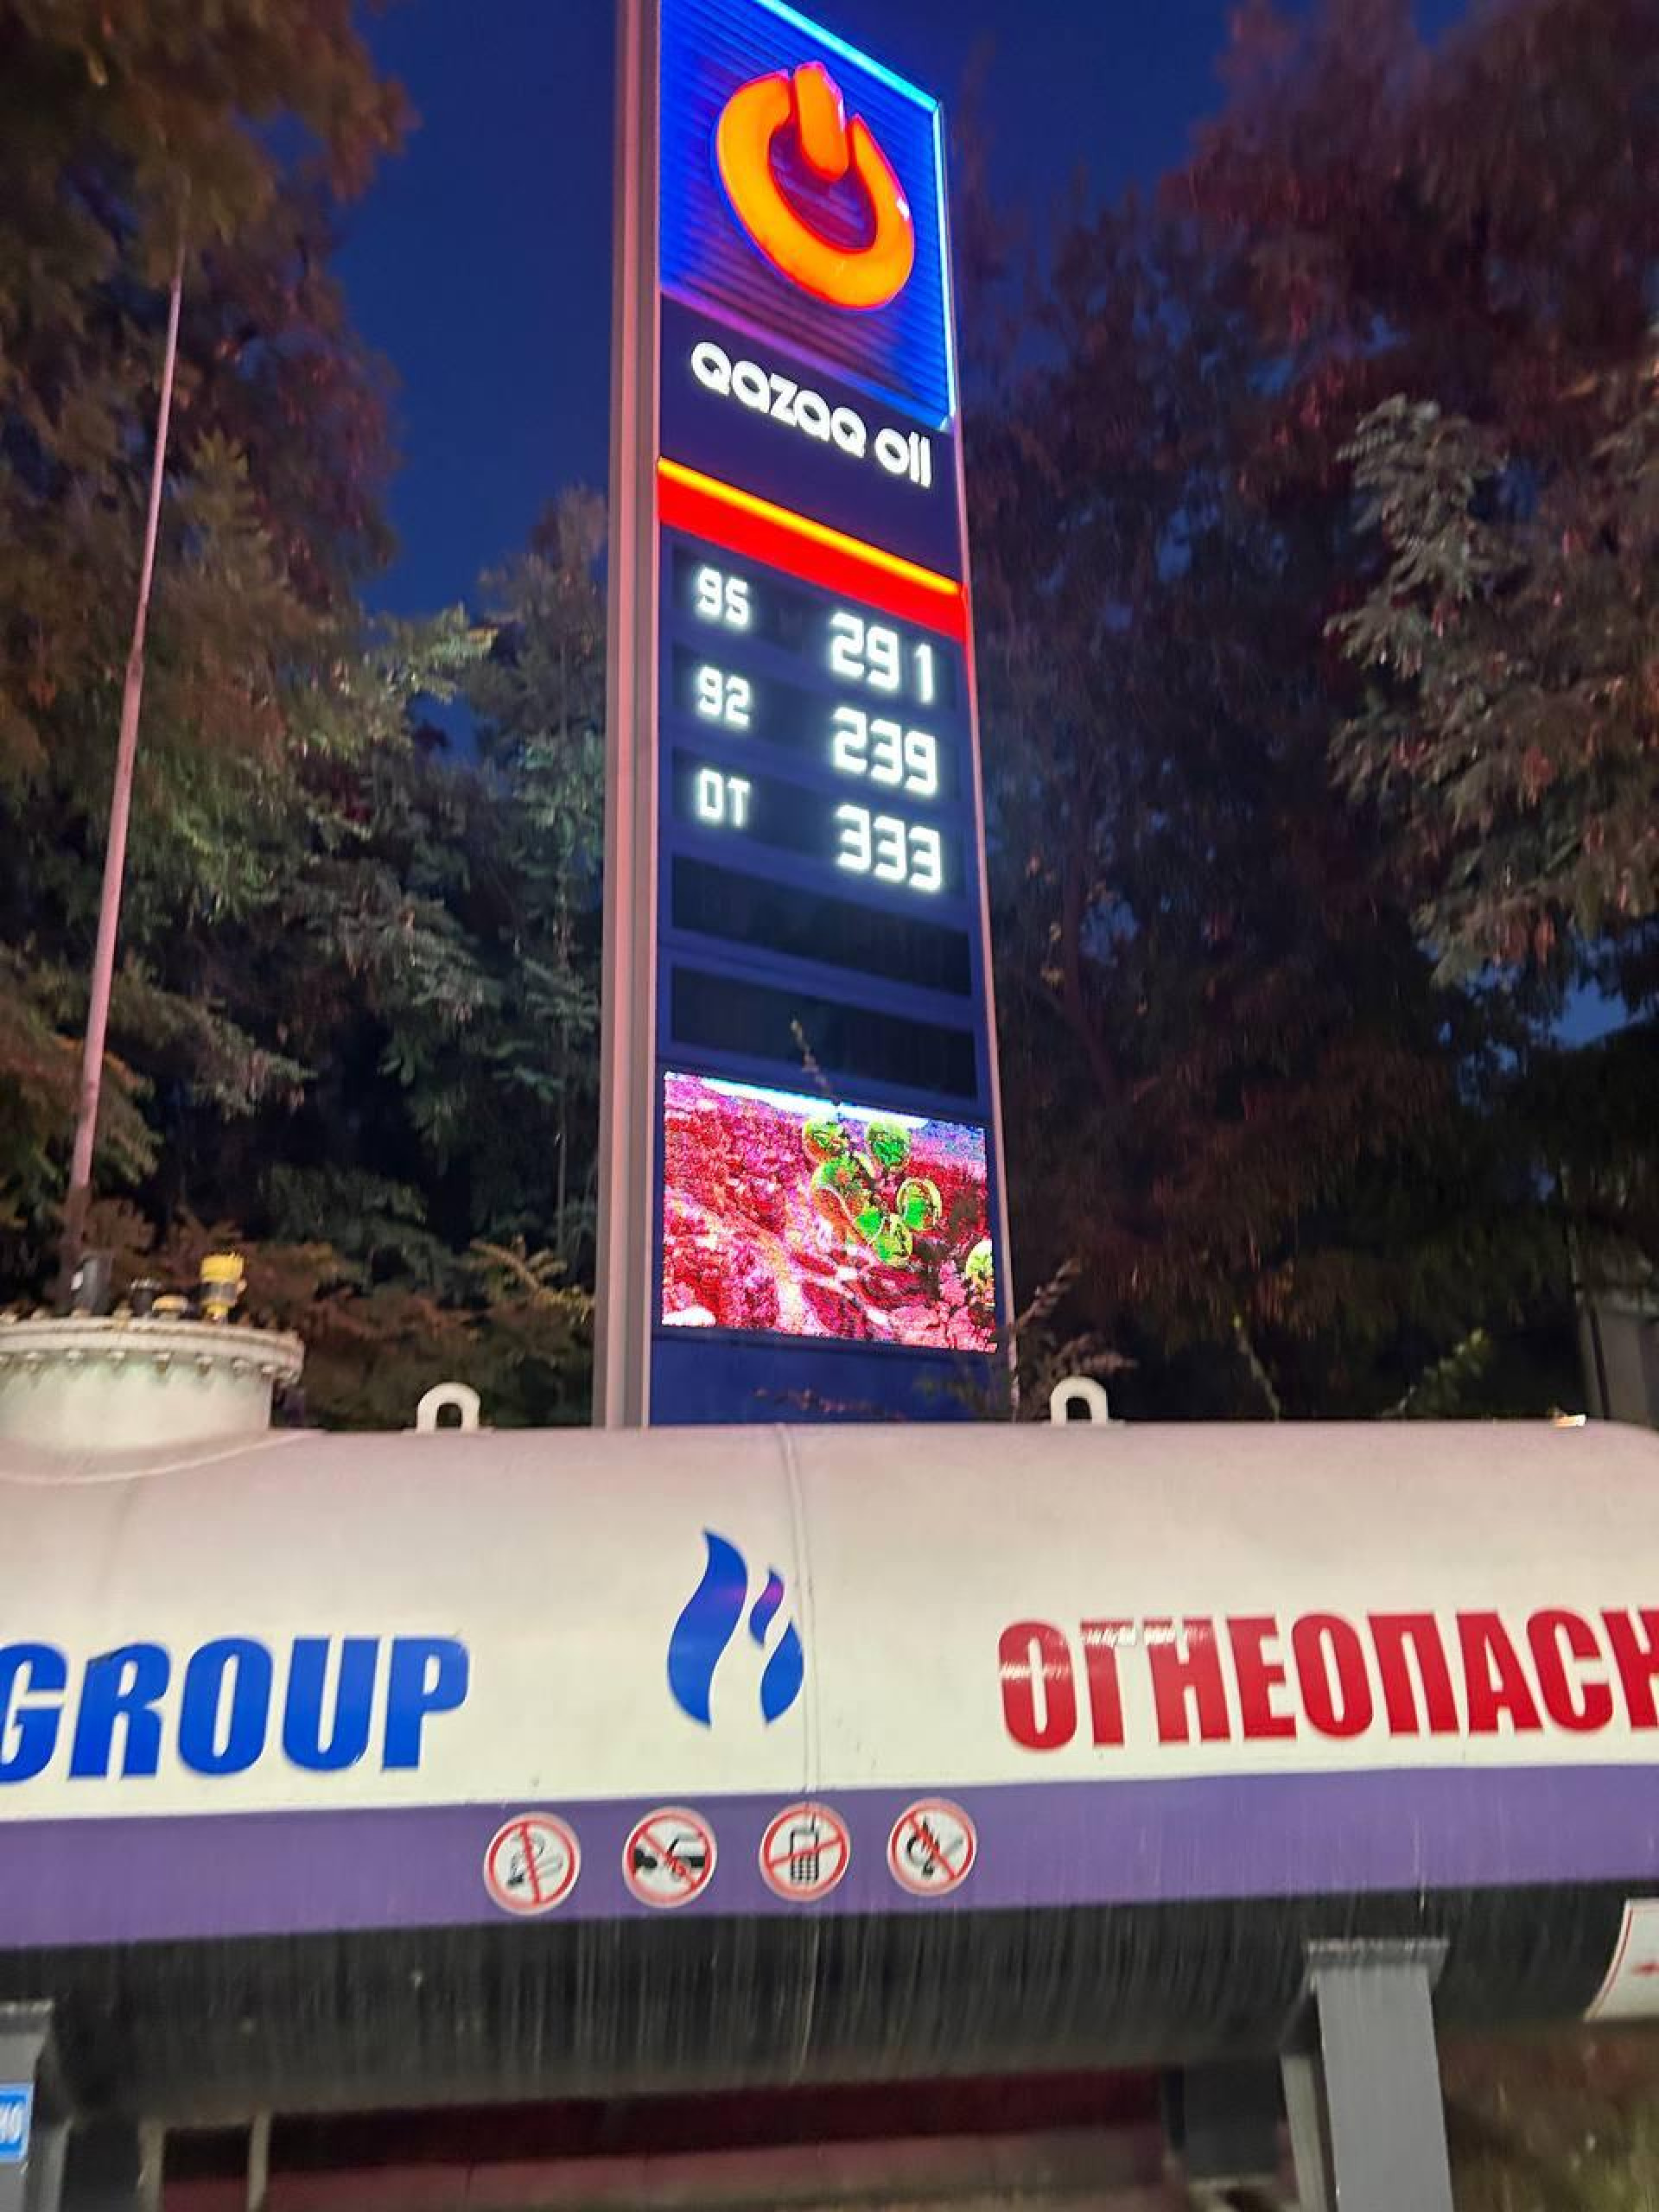 qazaq oil
95 291
92 239
DT 333
GROUP
ОГНЕОПАСН